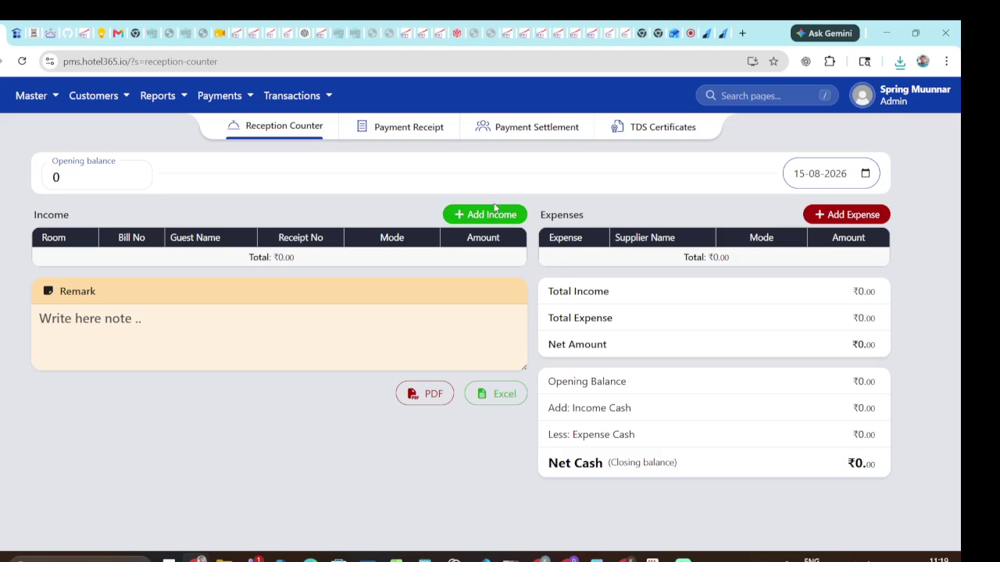 Ask Gemini
pms.hotel365.io/?s=reception-counter
Master Customers Reports Payments Transactions
Search pages... /
Spring Muunnar
Admin
Reception Counter Payment Receipt Payment Settlement TDS Certificates
Opening balance
0
15-08-2026
Income + Add Income Expenses + Add Expense
Room Bill No Guest Name Receipt No Mode Amount Expense Supplier Name Mode Amount
Total: ₹0.00 Total: ₹0.00
Remark
Write here note ..
PDF Excel
Total Income ₹0.00
Total Expense ₹0.00
Net Amount ₹0.00
Opening Balance ₹0.00
Add: Income Cash ₹0.00
Less: Expense Cash ₹0.00
Net Cash (Closing balance) ₹0.00
ENG 11:19